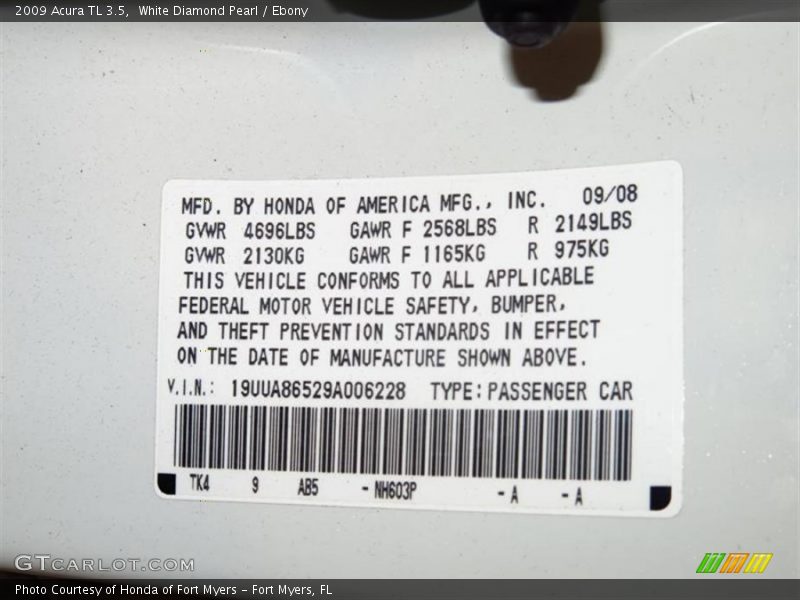 2009 Acura TL 3.5,  White Diamond Pearl / Ebony
MFD. BY HONDA OF AMERICA MFG., INC. 09/08
GVWR 4696LBS GAWR F 2568LBS R 2149LBS
GVWR 2130KG GAWR F 1165KG R 975KG
THIS VEHICLE CONFORMS TO ALL APPLICABLE
FEDERAL MOTOR VEHICLE SAFETY, BUMPER,
AND THEFT PREVENTION STANDARDS IN EFFECT
ON THE DATE OF MANUFACTURE SHOWN ABOVE.
V.I.N.: 19UUA86529A006228 TYPE:PASSENGER CAR
TK4 9 AB5 - NH603P - A - A
GTCARLOT.COM
Photo Courtesy of Honda of Fort Myers – Fort Myers, FL